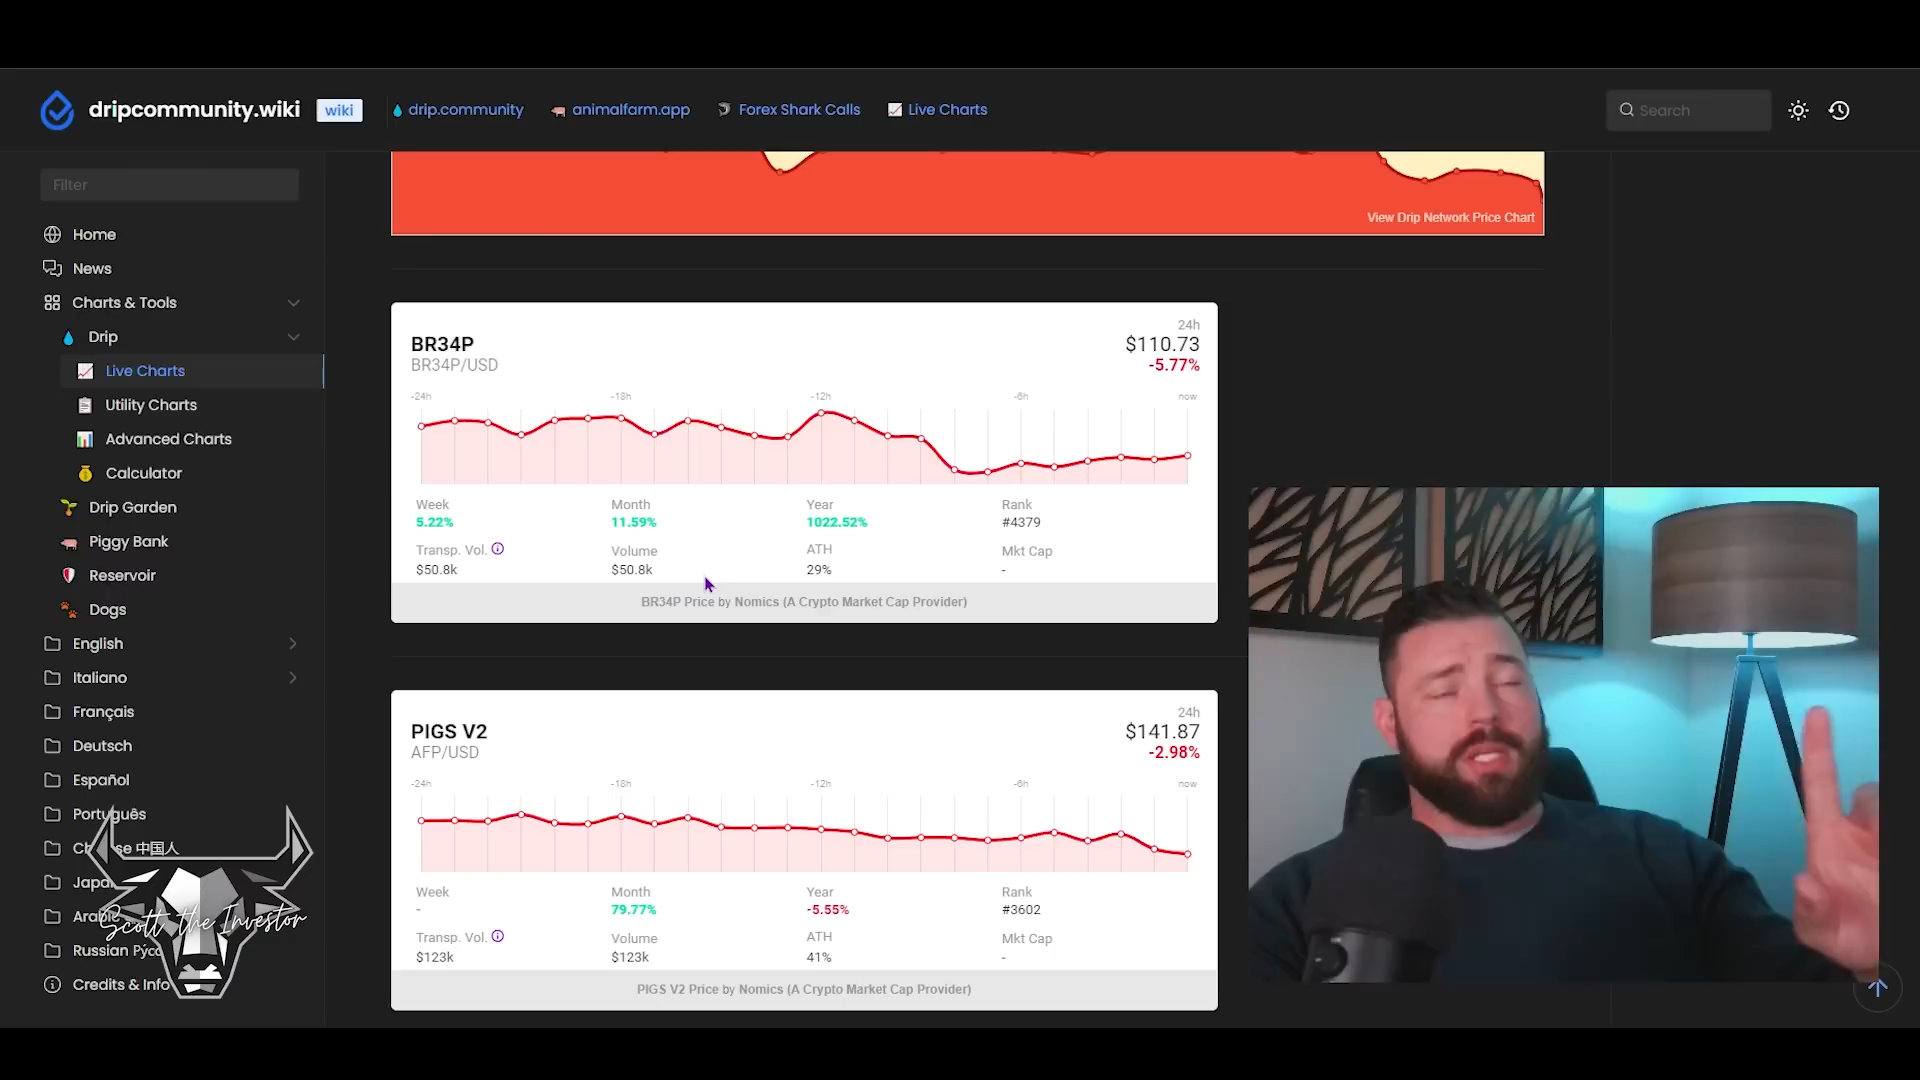 dripcommunity.wiki wiki drip.community animalfarm.app Forex Shark Calls Live Charts Search
Filter
Home
News
Charts & Tools
Drip
Live Charts
Utility Charts
Advanced Charts
Calculator
Drip Garden
Piggy Bank
Reservoir
Dogs
English
Italiano
Français
Deutsch
Español
Português
中国人
Credits & Info
Scott the Investor
View Drip Network Price Chart
BR34P
BR34P/USD
24h
$110.73
-5.77%
-24h -18h -12h -6h now
Week Month Year Rank
5.22% 11.59% 1022.52% #4379
Transp. Vol. Volume ATH Mkt Cap
$50.8k $50.8k 29% -
BR34P Price by Nomics (A Crypto Market Cap Provider)
PIGS V2
AFP/USD
24h
$141.87
-2.98%
-24h -18h -12h -6h now
Week Month Year Rank
- 79.77% -5.55% #3602
Transp. Vol. Volume ATH Mkt Cap
$123k $123k 41% -
PIGS V2 Price by Nomics (A Crypto Market Cap Provider)